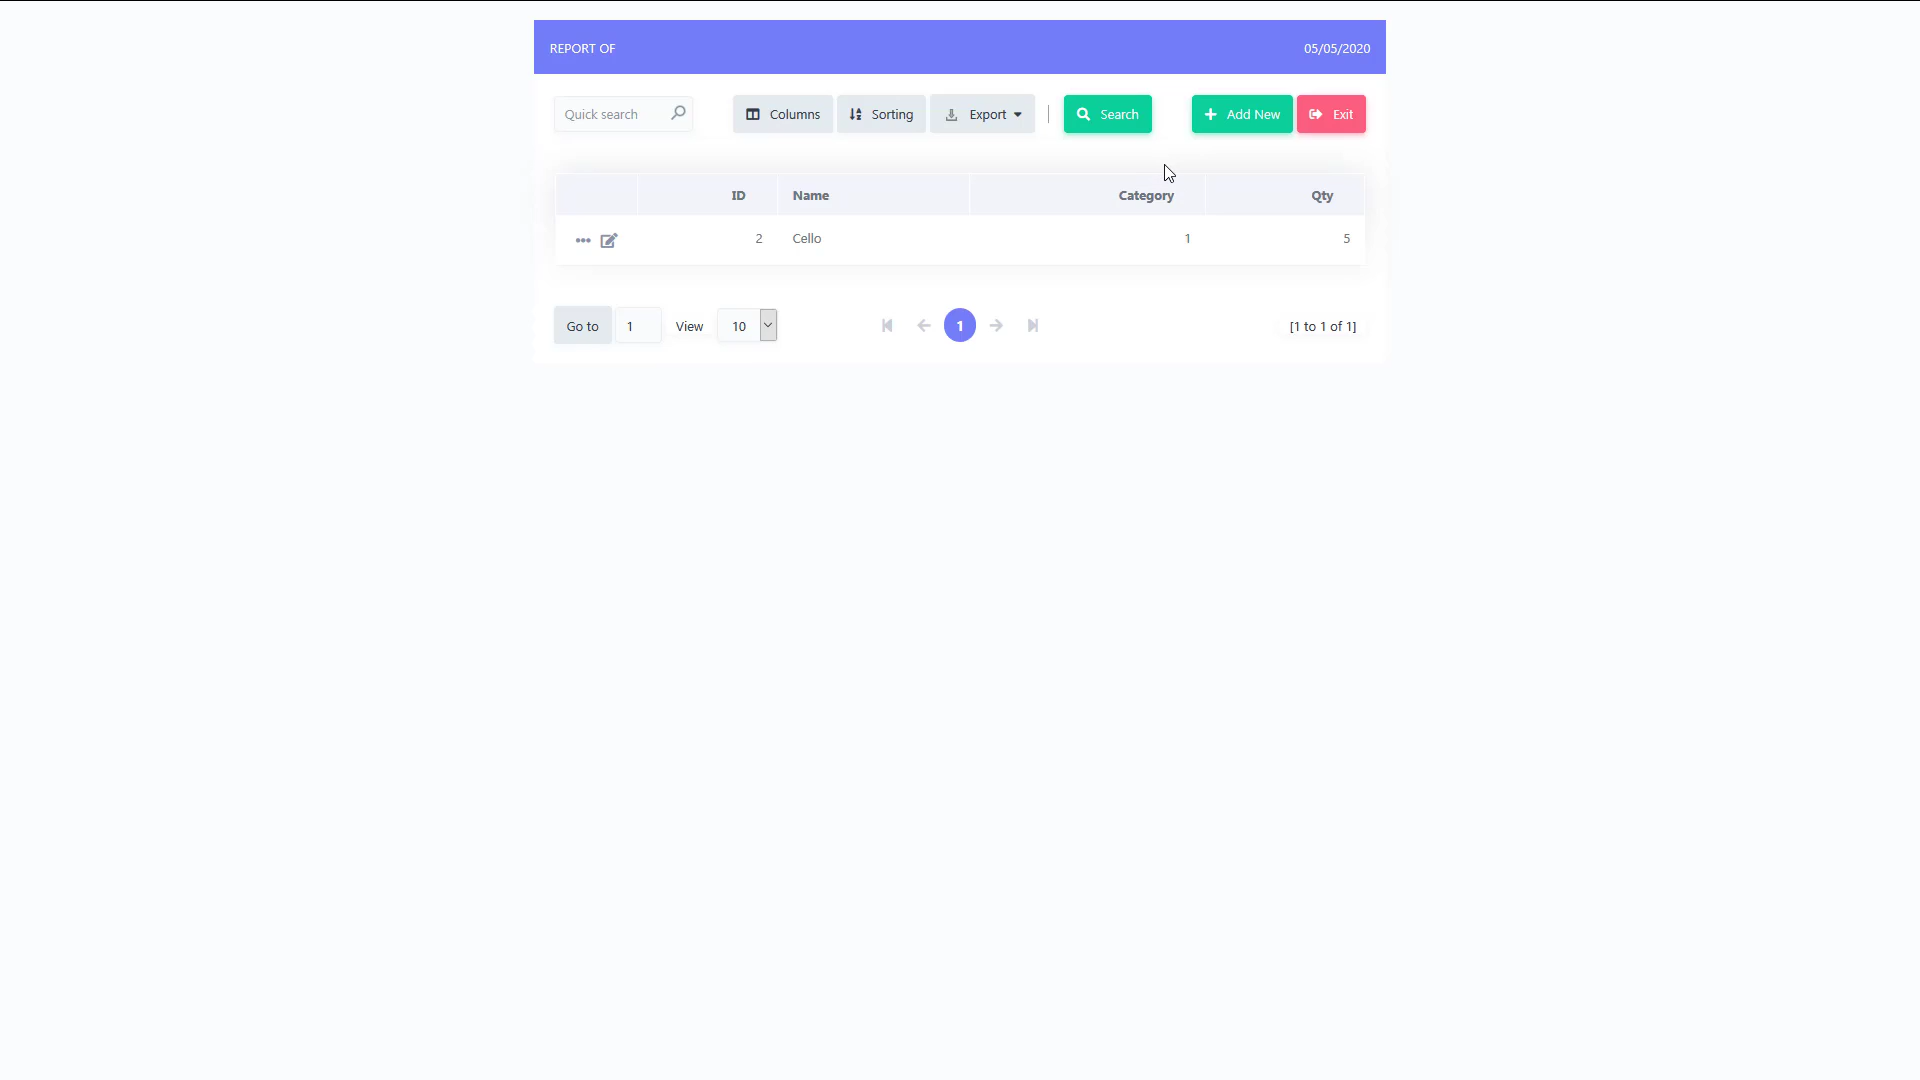 REPORT OF 05/05/2020
Quick search Columns Sorting Export Search Add New Exit
ID Name Category Qty
2 Cello 1 5
Go to 1 View 10 1 [1 to 1 of 1]